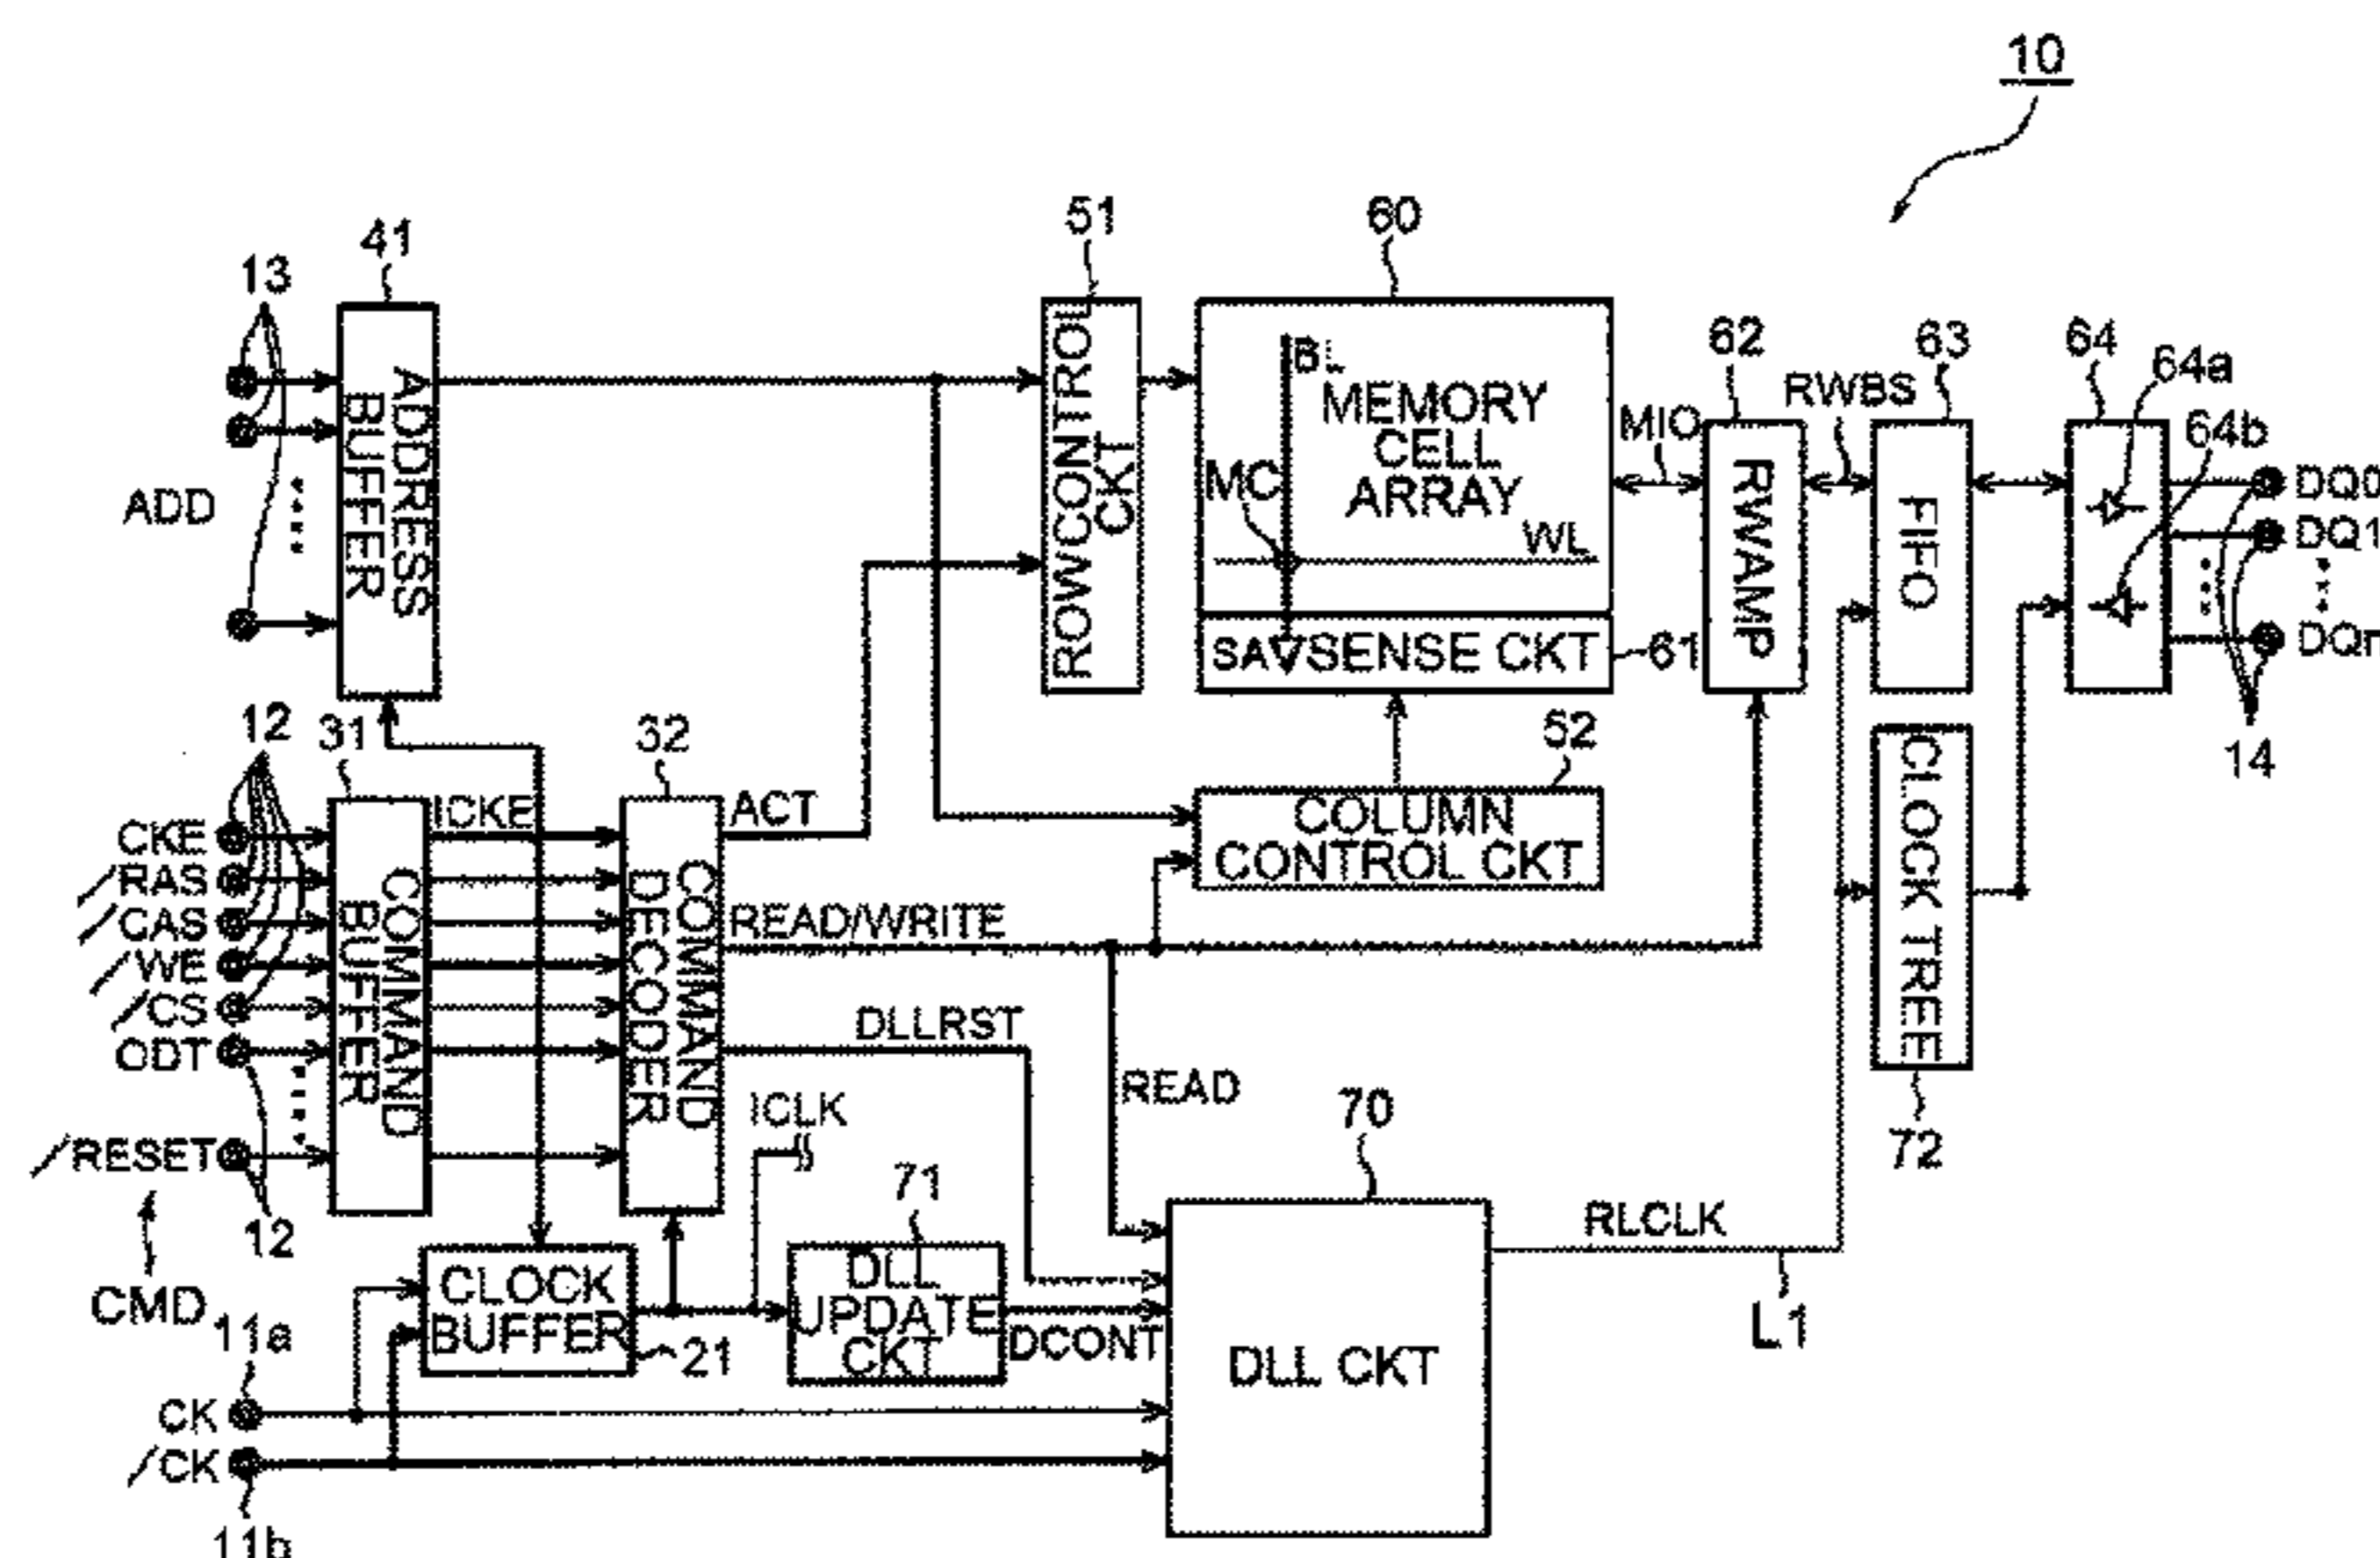 10
41
13
51
60
62
63
64
64a
64b
ADDRESS
BUFFER
ADD
ROWCONTROL
CKT
BL
MEMORY
CELL
ARRAY
MC
WL
MIO
RWAMP
RWBS
FIFO
DQ0
DQ1
SA
SENSE CKT
61
14
12
31
32
52
ICKE
ACT
COLUMN
CONTROL CKT
CLOCK TREE
72
CKE
/RAS
/CAS
/WE
/CS
ODT
/RESET
12
CMD
COMMAND
BUFFER
COMMAND
DECODER
READ/WRITE
DLLRST
READ
ICLK
71
70
CLOCK
BUFFER
21
DLL
UPDATE
CKT
DCONT
DLL CKT
RLCLK
L1
11a
CK
/CK
11b